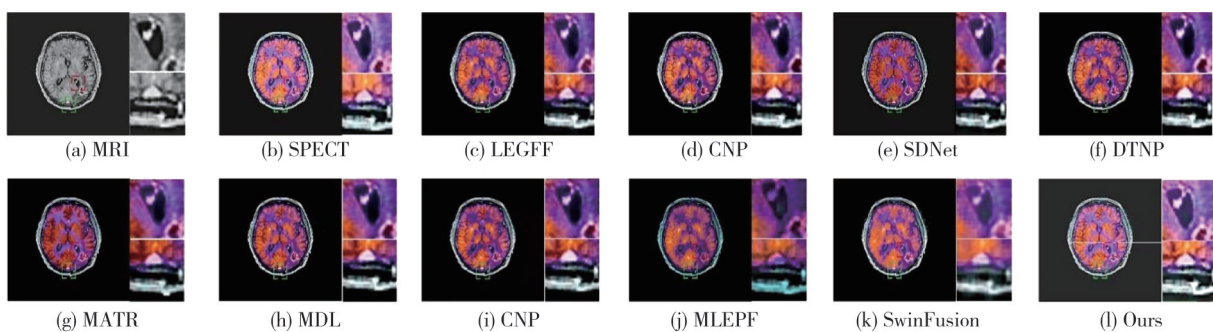 (a) MRI
(b) SPECT
(c) LEGFF
(d) CNP
(e) SDNet
(f) DTNP
(g) MATR
(h) MDL
(i) CNP
(j) MLEPF
(k) SwinFusion
(l) Ours